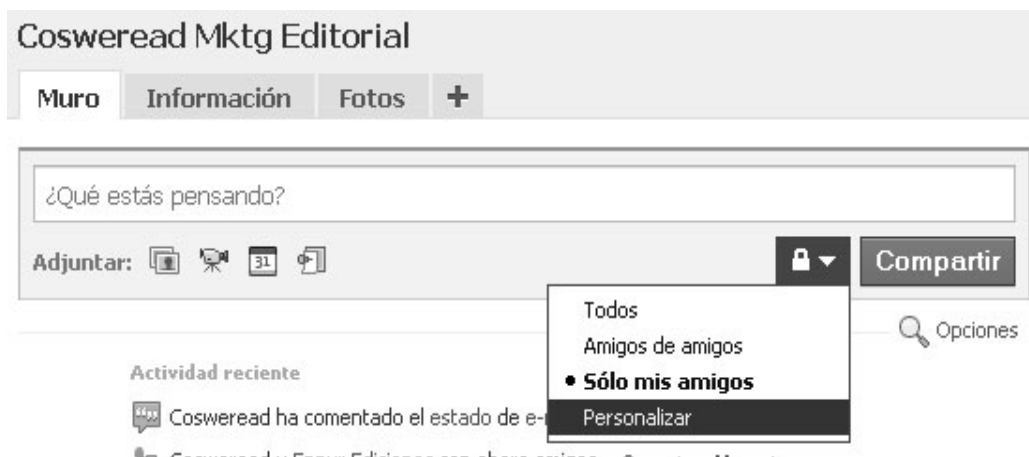 Cosweread Mktg Editorial
Muro Información Fotos +
¿Qué estás pensando?
Adjuntar: 31 Compartir
Todos
Amigos de amigos
• Sólo mis amigos
Personalizar
Opciones
Actividad reciente
Cosweread ha comentado el estado de e-